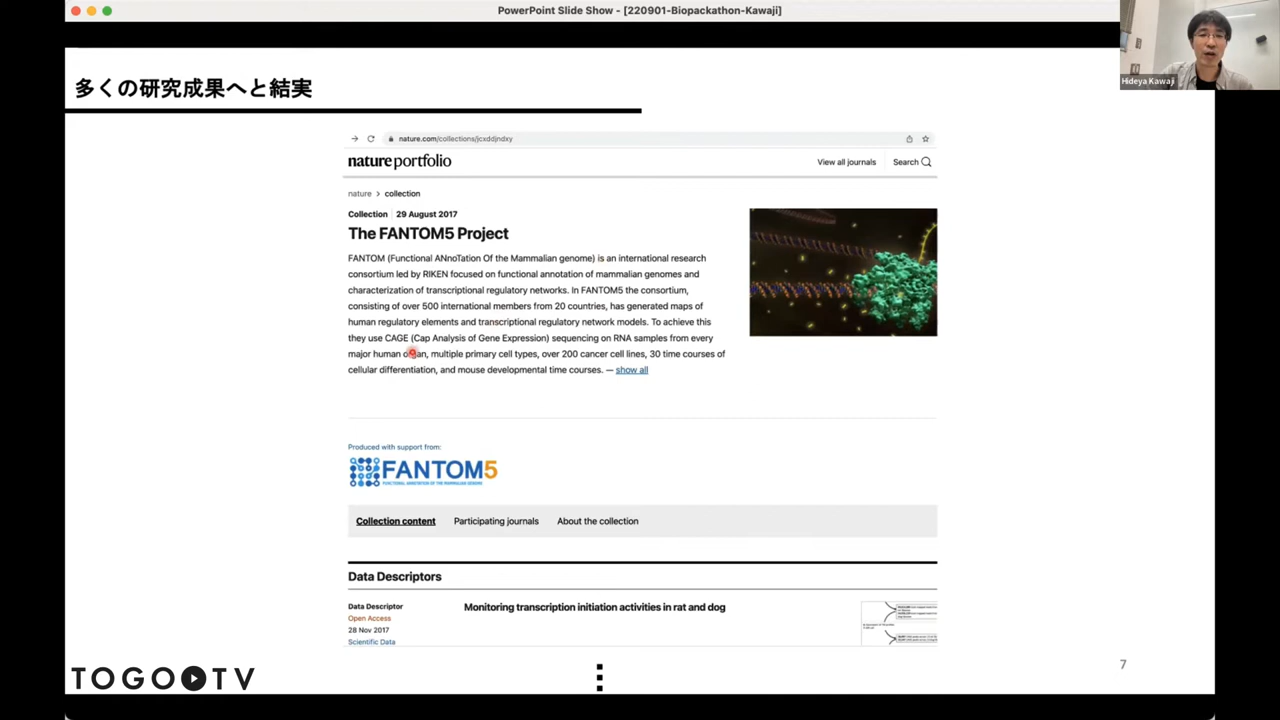 PowerPoint Slide Show - [220901-Biopackathon-Kawaji]
Hideya Kawaji
多くの研究成果へと結実
nature.com/collections/jcxddjndxy
nature portfolio
View all journals
Search
nature > collection
Collection | 29 August 2017
The FANTOM5 Project
FANTOM (Functional ANnoTation Of the Mammalian genome) is an international research
consortium led by RIKEN focused on functional annotation of mammalian genomes and
characterization of transcriptional regulatory networks. In FANTOM5 the consortium,
consisting of over 500 international members from 20 countries, has generated maps of
human regulatory elements and transcriptional regulatory network models. To achieve this
they use CAGE (Cap Analysis of Gene Expression) sequencing on RNA samples from every
major human organ, multiple primary cell types, over 200 cancer cell lines, 30 time courses of
cellular differentiation, and mouse developmental time courses. — show all
Produced with support from:
FANTOM5
FUNCTIONAL ANNOTATION OF THE MAMMALIAN GENOME
Collection content
Participating journals
About the collection
Data Descriptors
Data Descriptor
Open Access
28 Nov 2017
Scientific Data
Monitoring transcription initiation activities in rat and dog
TOGO TV
7